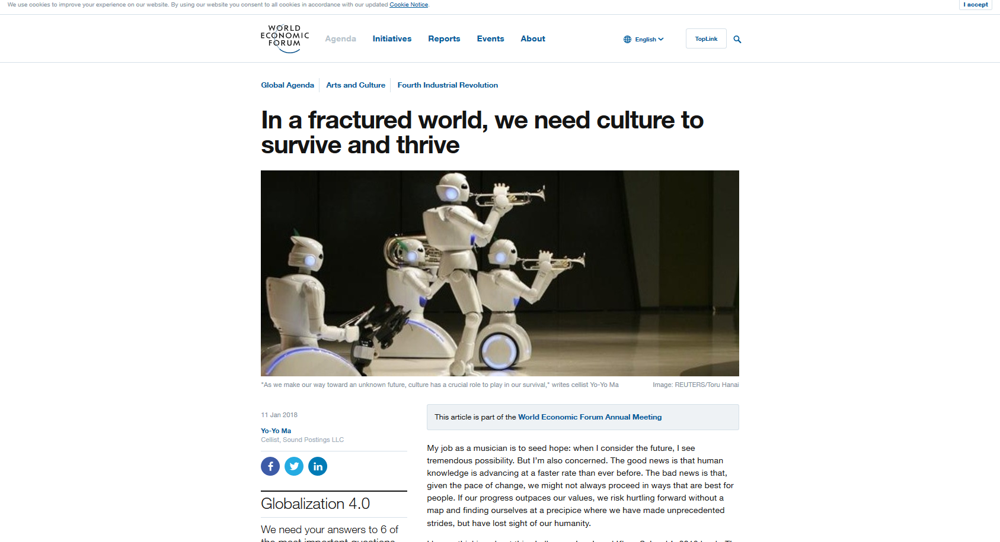 We use cookies to improve your experience on our website. By using our website you consent to all cookies in accordance with our updated Cookie Notice.
I accept
WORLD
ECONOMIC
FORUM
Agenda
Initiatives
Reports
Events
About
English
TopLink
Global Agenda
Arts and Culture
Fourth Industrial Revolution
In a fractured world, we need culture to
survive and thrive
"As we make our way toward an unknown future, culture has a crucial role to play in our survival," writes cellist Yo-Yo Ma
Image: REUTERS/Toru Hanai
11 Jan 2018
Yo-Yo Ma
Cellist, Sound Postings LLC
f
in
Globalization 4.0
We need your answers to 6 of
the most important questions
This article is part of the World Economic Forum Annual Meeting
My job as a musician is to seed hope: when I consider the future, I see
tremendous possibility. But I’m also concerned. The good news is that human
knowledge is advancing at a faster rate than ever before. The bad news is that,
given the pace of change, we might not always proceed in ways that are best for
people. If our progress outpaces our values, we risk hurtling forward without a
map and finding ourselves at a precipice where we have made unprecedented
strides, but have lost sight of our humanity.